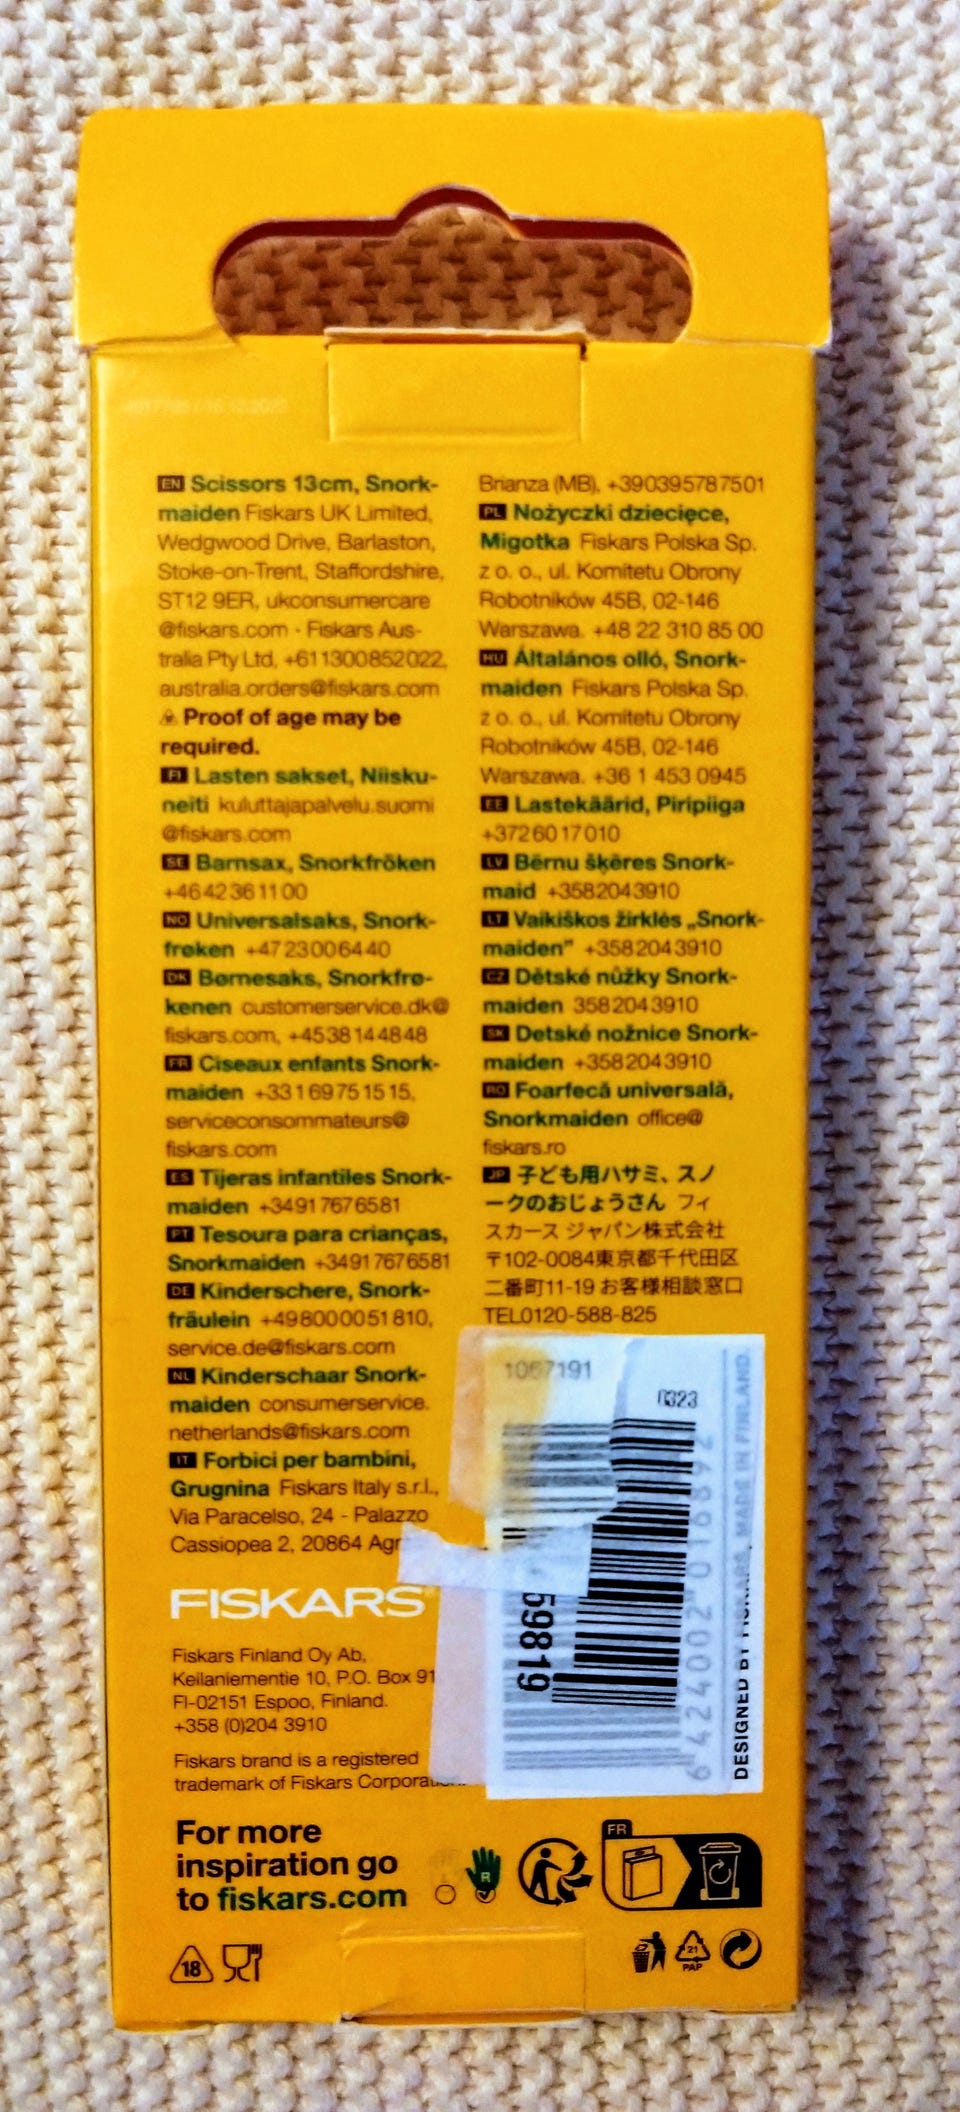 EN Scissors 13cm, Snork-
maiden Fiskars UK Limited,
Wedgwood Drive, Barlaston,
Stoke-on-Trent, Staffordshire,
ST12 9ER, ukconsumercare
@fiskars.com - Fiskars Aus-
tralia Pty Ltd, +611300852022,
australia.orders@fiskars.com
Proof of age may be
required.
FI Lasten sakset, Niisku-
neiti kuluttajapalvelu.suomi
@fiskars.com
SE Barnsax, Snorkfröken
+4642361100
NO Universalsaks, Snork-
frøken +4723006440
DK Børnesaks, Snorkfrø-
kenen customerservice.dk@
fiskars.com, +4538144848
FR Ciseaux enfants Snork-
maiden +33169751515,
serviceconsommateurs@
fiskars.com
ES Tijeras infantiles Snork-
maiden +34917676581
PT Tesoura para crianças,
Snorkmaiden +34917676581
DE Kinderschere, Snork-
fräulein +498000051810,
service.de@fiskars.com
NL Kinderschaar Snork-
maiden consumerservice.
netherlands@fiskars.com
IT Forbici per bambini,
Grugnina Fiskars Italy s.r.l.,
Via Paracelso, 24 - Palazzo
Cassiopea 2, 20864 Agr
Brianza (MB), +390395787501
PL Nożyczki dziecięce,
Migotka Fiskars Polska Sp.
z o. o., ul. Komitetu Obrony
Robotników 45B, 02-146
Warszawa. +48 22 310 85 00
HU Általános olló, Snork-
maiden Fiskars Polska Sp.
z o. o., ul. Komitetu Obrony
Robotników 45B, 02-146
Warszawa. +36 1 453 0945
EE Lastekäärid, Piripiiga
+3726017010
LV Bērnu šķēres Snork-
maid +3582043910
LT Vaikiškos žirklės „Snork-
maiden” +3582043910
CZ Dětské nůžky Snork-
maiden 3582043910
SK Detské nožnice Snork-
maiden +3582043910
RO Foarfecă universală,
Snorkmaiden office@
fiskars.ro
JP 子ども用ハサミ、スノ
ークのおじょうさん フィ
スカース ジャパン株式会社
〒102-0084東京都千代田区
二番町11-19 お客様相談窓口
TEL0120-588-825
1067191
0323
59819
6 424002 016892
DESIGNED BY FISKARS, MADE IN FINLAND.
FISKARS
Fiskars Finland Oy Ab,
Keilaniementie 10, P.O. Box 91
FI-02151 Espoo, Finland.
+358 (0)204 3910
Fiskars brand is a registered
trademark of Fiskars Corporation.
For more
inspiration go
to fiskars.com
R
FR
18
21
PAP